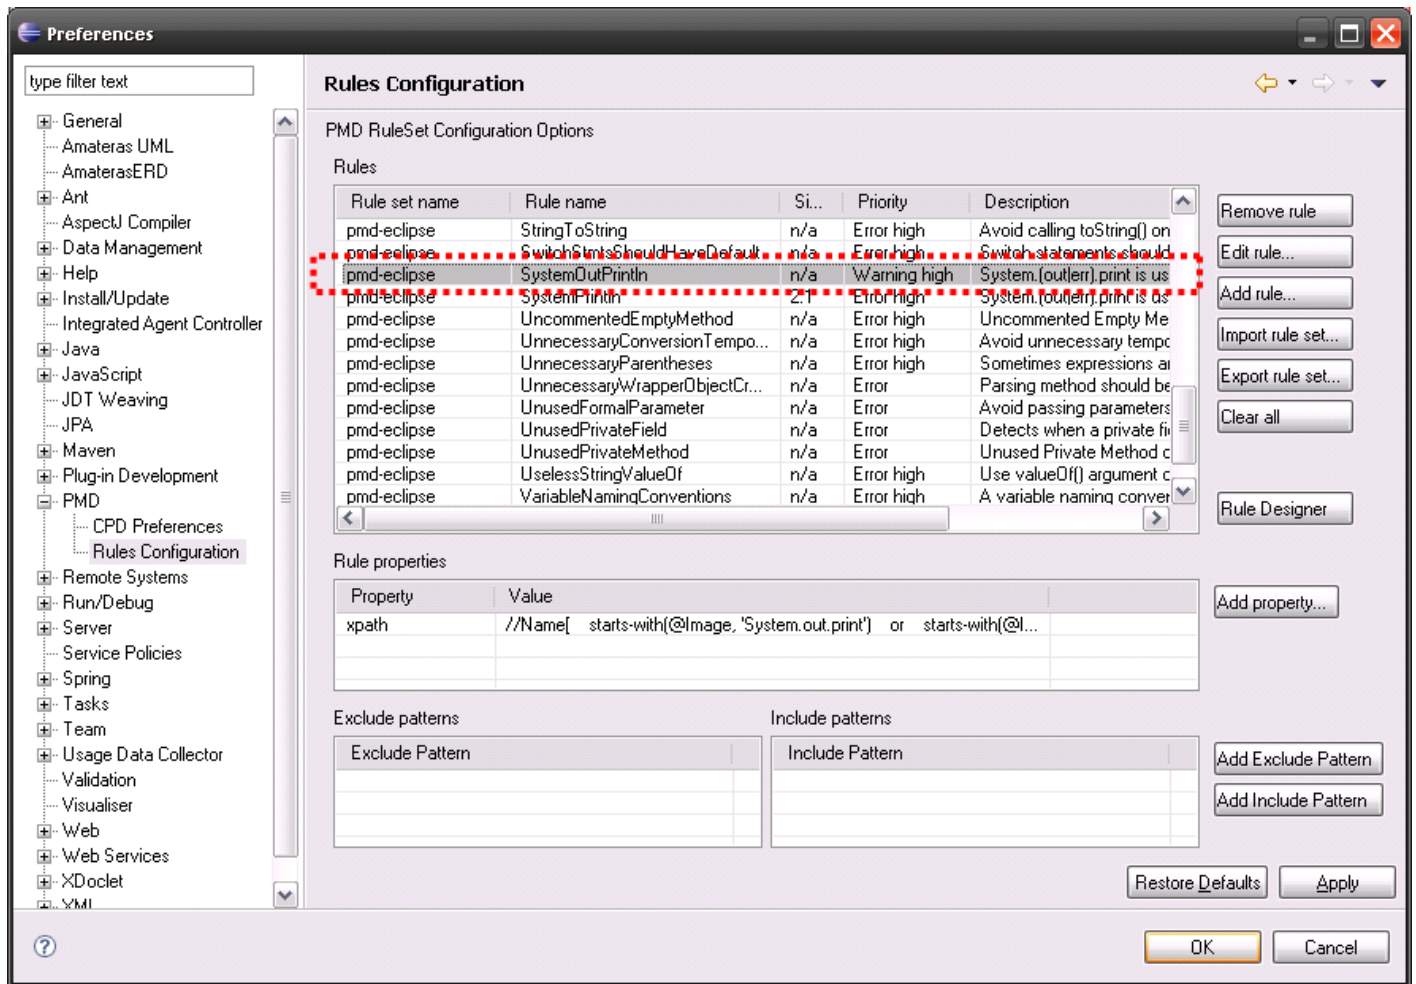 Preferences
type filter text
General
Amateras UML
AmaterasERD
Ant
AspectJ Compiler
Data Management
Help
Install/Update
Integrated Agent Controller
Java
JavaScript
JDT Weaving
JPA
Maven
Plug-in Development
PMD
CPD Preferences
Rules Configuration
Remote Systems
Run/Debug
Server
Service Policies
Spring
Tasks
Team
Usage Data Collector
Validation
Visualiser
Web
Web Services
XDoclet
XML
Rules Configuration
PMD RuleSet Configuration Options
Rules
Rule set name Rule name Si... Priority Description
pmd-eclipse StringToString n/a Error high Avoid calling toString() on
pmd-eclipse SwitchStmtsShouldHaveDefault n/a Error high Switch statements should
pmd-eclipse SystemOutPrintln n/a Warning high System.(out|err).print is us
pmd-eclipse SystemPrintln 2.1 Error high System.(out|err).print is us
pmd-eclipse UncommentedEmptyMethod n/a Error high Uncommented Empty Me
pmd-eclipse UnnecessaryConversionTempo... n/a Error high Avoid unnecessary tempo
pmd-eclipse UnnecessaryParentheses n/a Error high Sometimes expressions ar
pmd-eclipse UnnecessaryWrapperObjectCr... n/a Error Parsing method should be
pmd-eclipse UnusedFormalParameter n/a Error Avoid passing parameters
pmd-eclipse UnusedPrivateField n/a Error Detects when a private fi
pmd-eclipse UnusedPrivateMethod n/a Error Unused Private Method d
pmd-eclipse UselessStringValueOf n/a Error high Use valueOf() argument d
pmd-eclipse VariableNamingConventions n/a Error high A variable naming conver
Remove rule
Edit rule...
Add rule...
Import rule set...
Export rule set...
Clear all
Rule Designer
Rule properties
Property Value
xpath //Name[ starts-with(@Image, 'System.out.print') or starts-with(@I...
Add property...
Exclude patterns Include patterns
Exclude Pattern Include Pattern
Add Exclude Pattern
Add Include Pattern
Restore Defaults Apply
OK Cancel